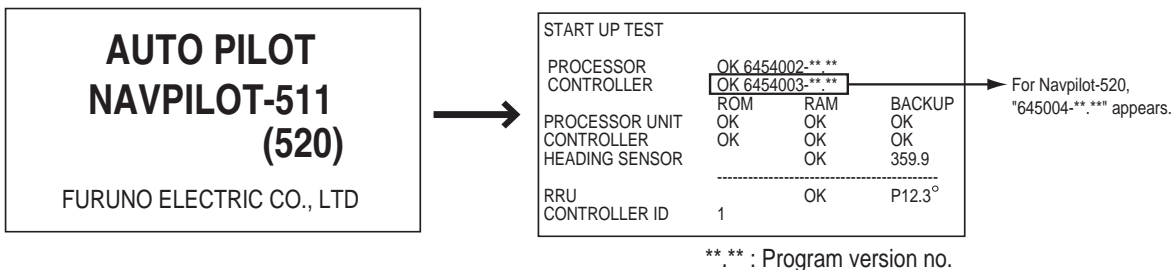 AUTO PILOT
NAVPILOT-511
(520)
FURUNO ELECTRIC CO., LTD
START UP TEST
PROCESSOR OK 6454002-**.**
CONTROLLER OK 6454003-**.**
ROM RAM BACKUP
PROCESSOR UNIT OK OK OK
CONTROLLER OK OK OK
HEADING SENSOR OK 359.9
------------------------------------------
RRU OK P12.3°
CONTROLLER ID 1
For Navpilot-520,
"645004-**.**" appears.
**.** : Program version no.